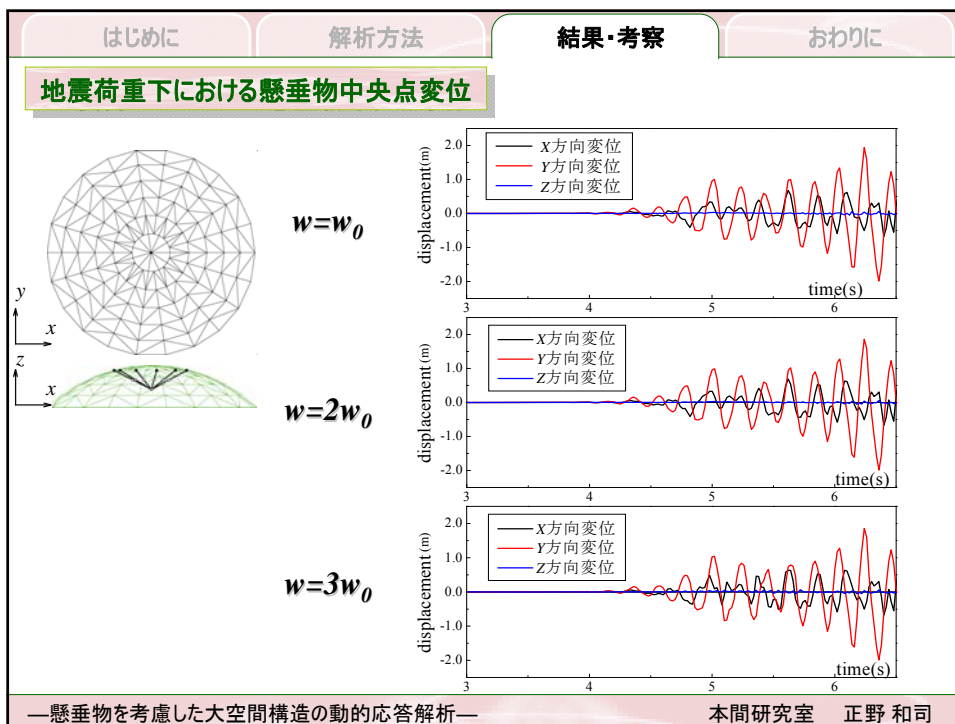 はじめに
解析方法
結果・考察
おわりに
地震荷重下における懸垂物中央点変位
y
x
z
x
w=w0
displacement(m)
2.0
1.0
0.0
-1.0
-2.0
X方向変位
Y方向変位
Z方向変位
time(s)
3 4 5 6
w=2w0
displacement(m)
2.0
1.0
0.0
-1.0
-2.0
X方向変位
Y方向変位
Z方向変位
time(s)
3 4 5 6
w=3w0
displacement(m)
2.0
1.0
0.0
-1.0
-2.0
X方向変位
Y方向変位
Z方向変位
time(s)
3 4 5 6
―懸垂物を考慮した大空間構造の動的応答解析― 本間研究室 正野 和司